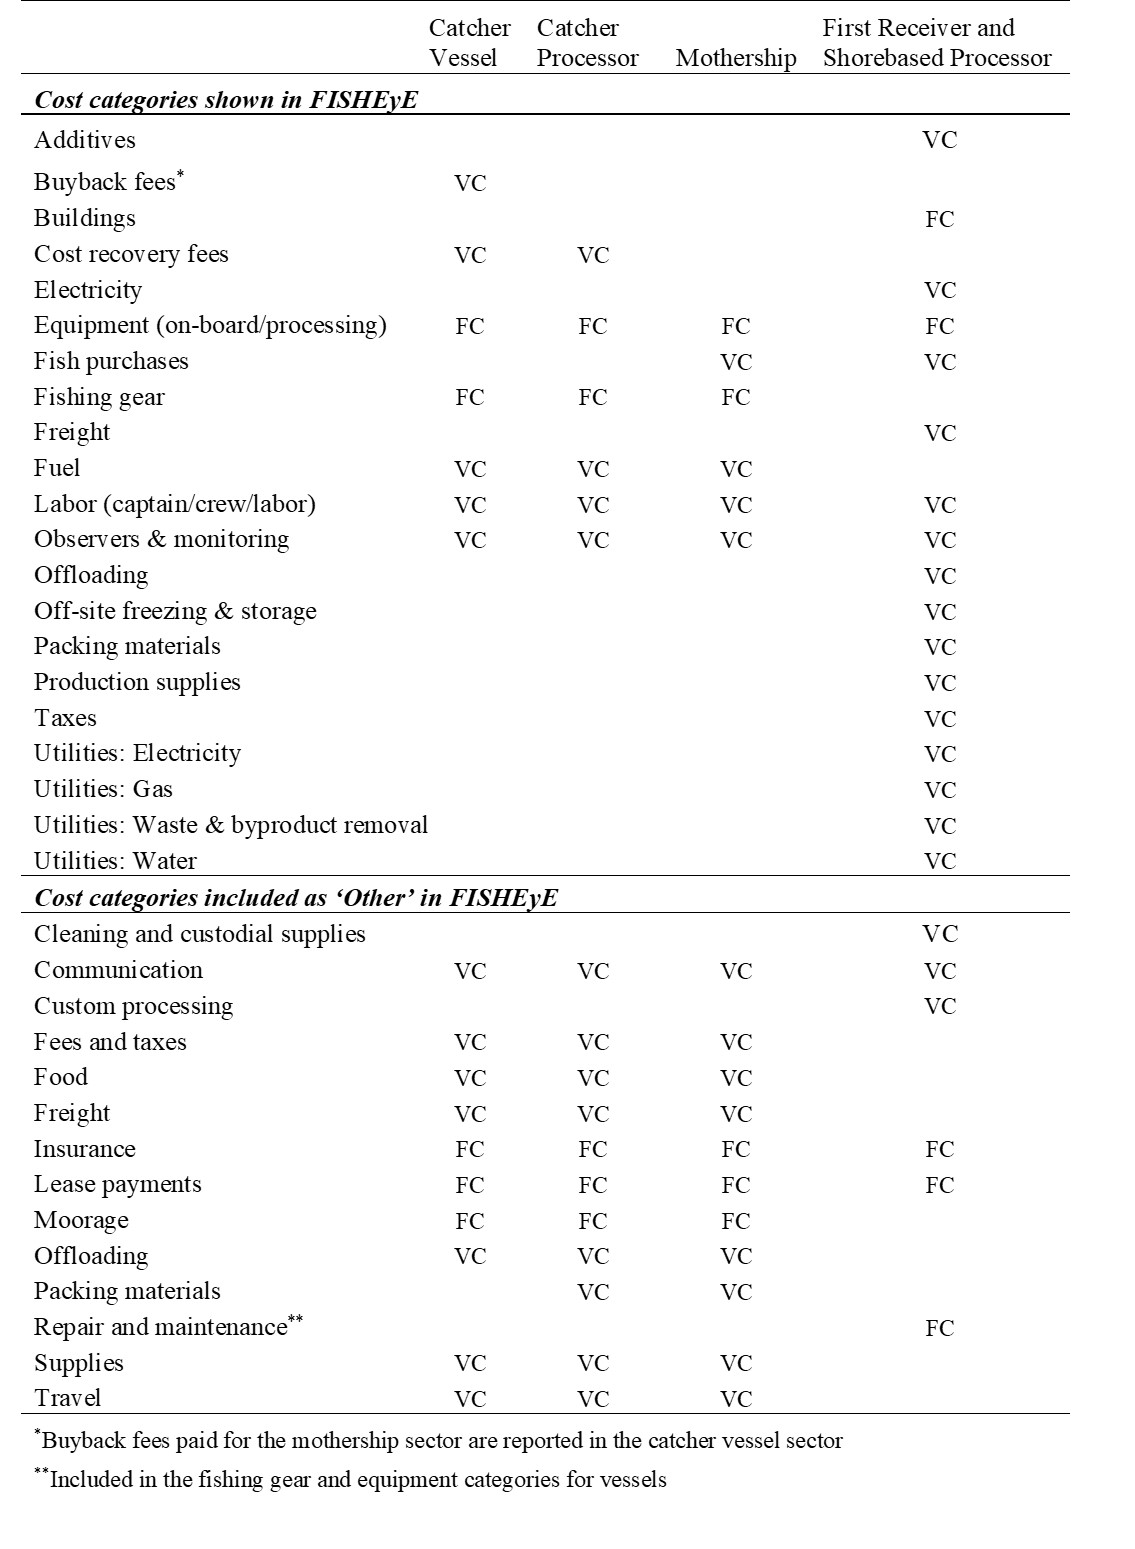 Catcher Vessel Catcher Processor Mothership First Receiver and Shorebased Processor
Cost categories shown in FISHEyE
Additives VC
Buyback fees* VC
Buildings FC
Cost recovery fees VC VC
Electricity VC
Equipment (on-board/processing) FC FC FC FC
Fish purchases VC VC
Fishing gear FC FC FC
Freight VC
Fuel VC VC VC
Labor (captain/crew/labor) VC VC VC VC
Observers & monitoring VC VC VC VC
Offloading VC
Off-site freezing & storage VC
Packing materials VC
Production supplies VC
Taxes VC
Utilities: Electricity VC
Utilities: Gas VC
Utilities: Waste & byproduct removal VC
Utilities: Water VC
Cost categories included as ‘Other’ in FISHEyE
Cleaning and custodial supplies VC
Communication VC VC VC VC
Custom processing VC
Fees and taxes VC VC VC
Food VC VC VC
Freight VC VC VC
Insurance FC FC FC FC
Lease payments FC FC FC FC
Moorage FC FC FC
Offloading VC VC VC
Packing materials VC VC
Repair and maintenance** FC
Supplies VC VC VC
Travel VC VC VC
*Buyback fees paid for the mothership sector are reported in the catcher vessel sector
**Included in the fishing gear and equipment categories for vessels